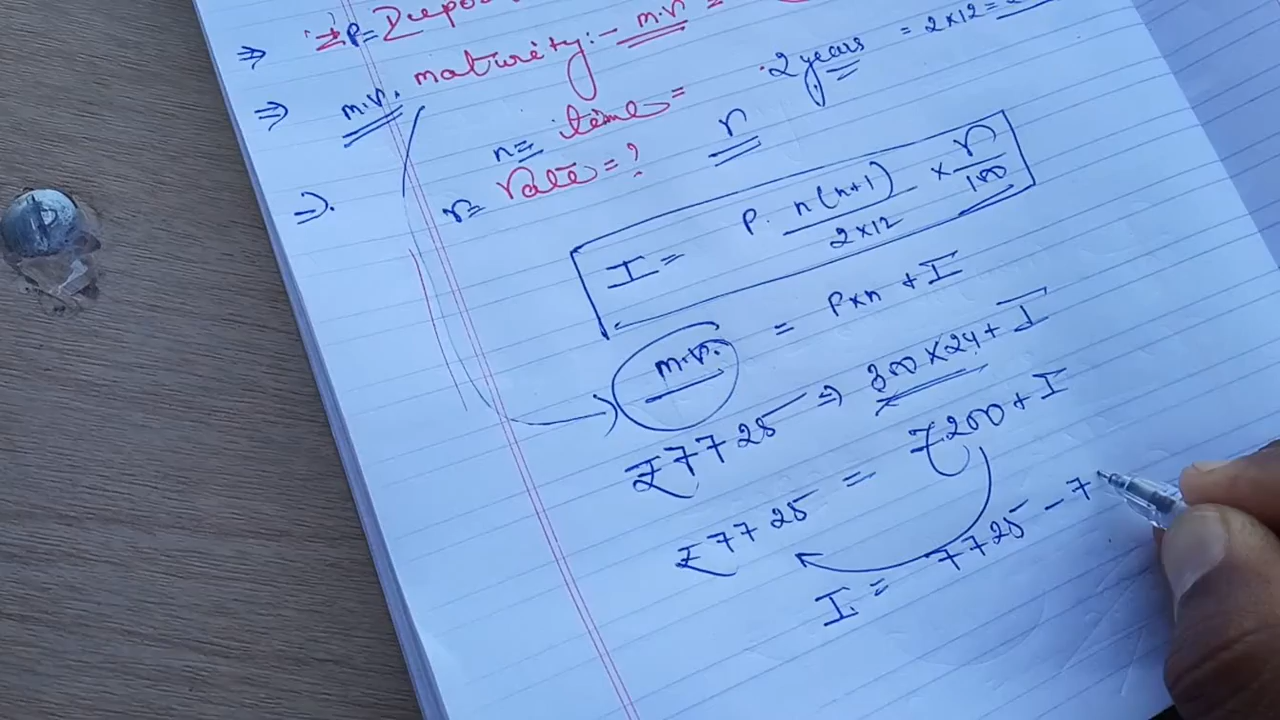 ⇒ P=
⇒ m.v. maturity:- m.v =
n= time = 2 years = 2×12=
⇒. r= rate=? r
I= P. n(n+1)/2×12 × r/100
m.v. = P×n + I
₹7725 ⇒ 300×24+I
₹7725 = 7200+I
I= 7725-7